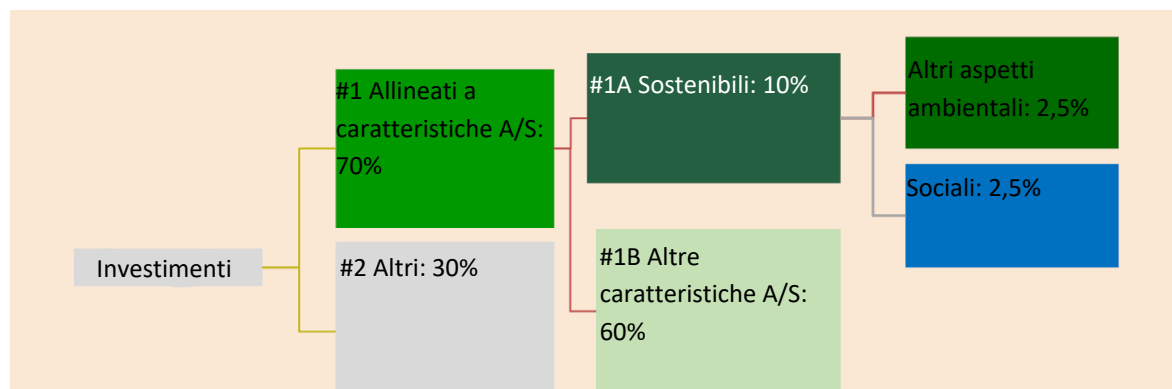 Investimenti
#1 Allineati a
caratteristiche A/S:
70%
#2 Altri: 30%
#1A Sostenibili: 10%
#1B Altre
caratteristiche A/S:
60%
Altri aspetti
ambientali: 2,5%
Sociali: 2,5%